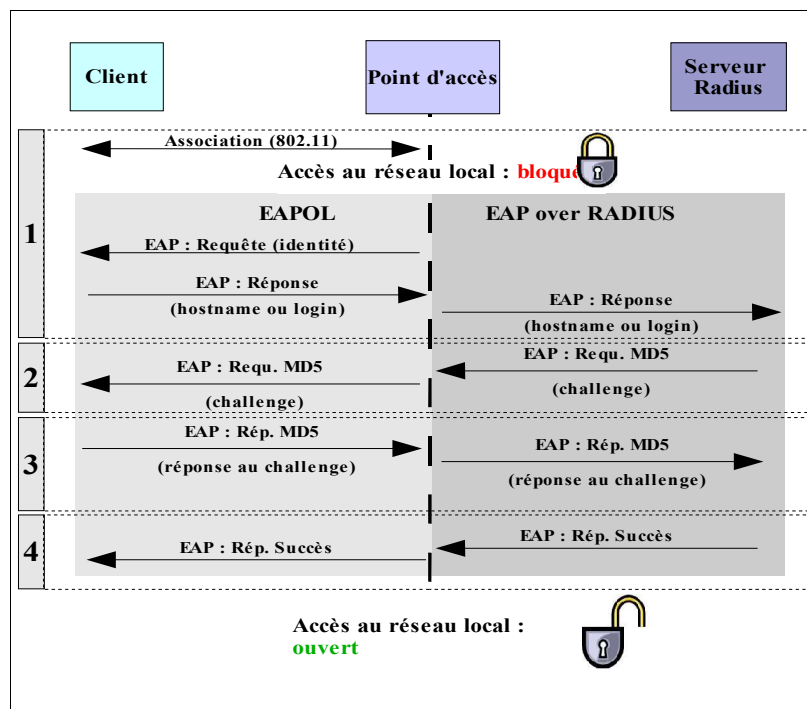 Client
Point d'accès
Serveur
Radius
Association (802.11)
Accès au réseau local : bloqué
1
EAPOL
EAP over RADIUS
EAP : Requête (identité)
EAP : Réponse
(hostname ou login)
EAP : Réponse
(hostname ou login)
2
EAP : Requ. MD5
(challenge)
EAP : Requ. MD5
(challenge)
3
EAP : Rép. MD5
(réponse au challenge)
EAP : Rép. MD5
(réponse au challenge)
4
EAP : Rép. Succès
EAP : Rép. Succès
Accès au réseau local :
ouvert